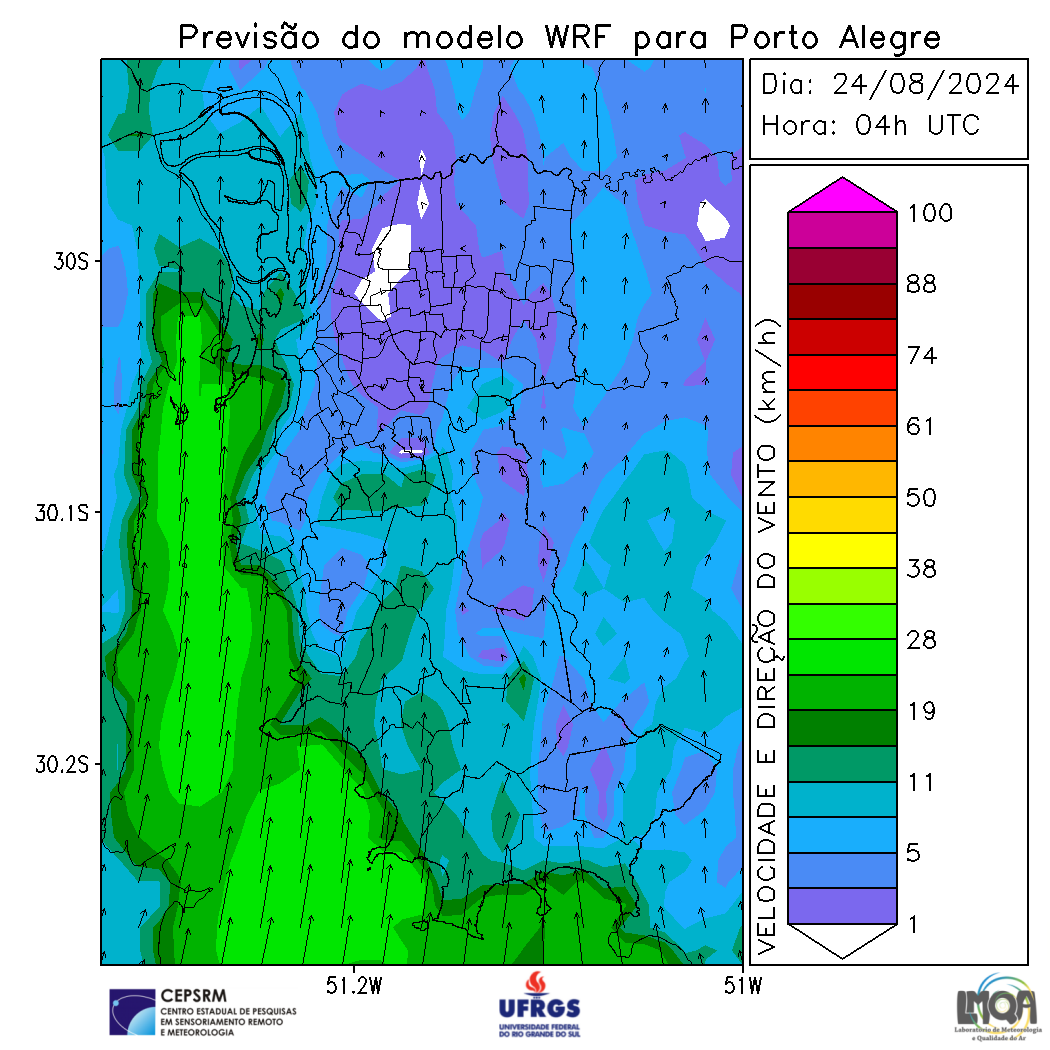 Previsão do modelo WRF para Porto Alegre
Dia: 24/08/2024
Hora: 04h UTC
30S
30.1S
30.2S
51.2W
51W
VELOCIDADE E DIREÇÃO DO VENTO (km/h)
100
88
74
61
50
38
28
19
11
5
1
CEPSRM
CENTRO ESTADUAL DE PESQUISAS
EM SENSORIAMENTO REMOTO
E METEOROLOGIA
UFRGS
UNIVERSIDADE FEDERAL
DO RIO GRANDE DO SUL
LMQA
Laboratório de Meteorologia
e Qualidade do Ar